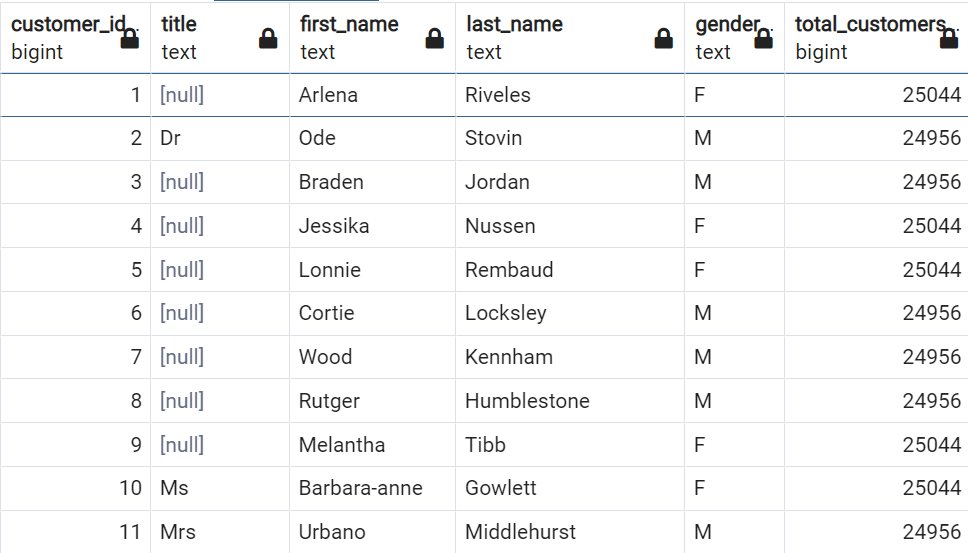 customer_id title first_name last_name gender total_customers
bigint text text text text bigint
1 [null] Arlena Riveles F 25044
2 Dr Ode Stovin M 24956
3 [null] Braden Jordan M 24956
4 [null] Jessika Nussen F 25044
5 [null] Lonnie Rembaud F 25044
6 [null] Cortie Locksley M 24956
7 [null] Wood Kennham M 24956
8 [null] Rutger Humblestone M 24956
9 [null] Melantha Tibb F 25044
10 Ms Barbara-anne Gowlett F 25044
11 Mrs Urbano Middlehurst M 24956